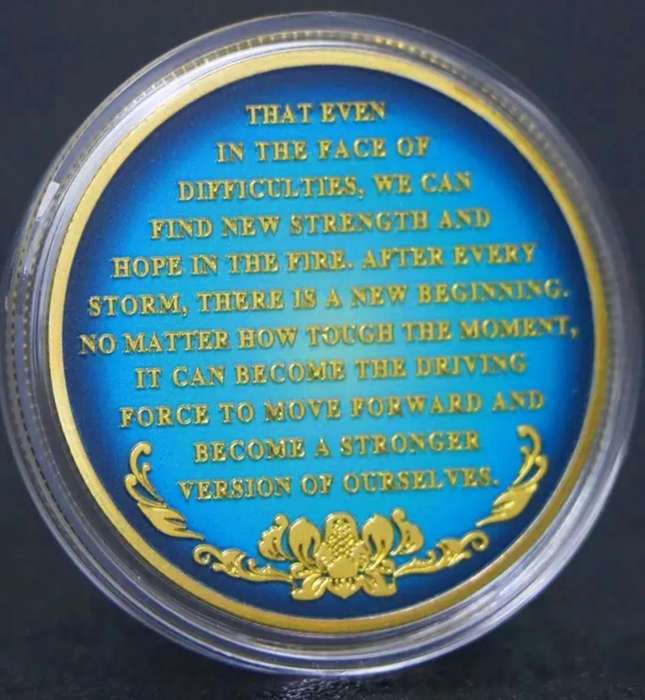 THAT EVEN
IN THE FACE OF
DIFFICULTIES, WE CAN
FIND NEW STRENGTH AND
HOPE IN THE FIRE. AFTER EVERY
STORM, THERE IS A NEW BEGINNING.
NO MATTER HOW TOUGH THE MOMENT,
IT CAN BECOME THE DRIVING
FORCE TO MOVE FORWARD AND
BECOME A STRONGER
VERSION OF OURSELVES.